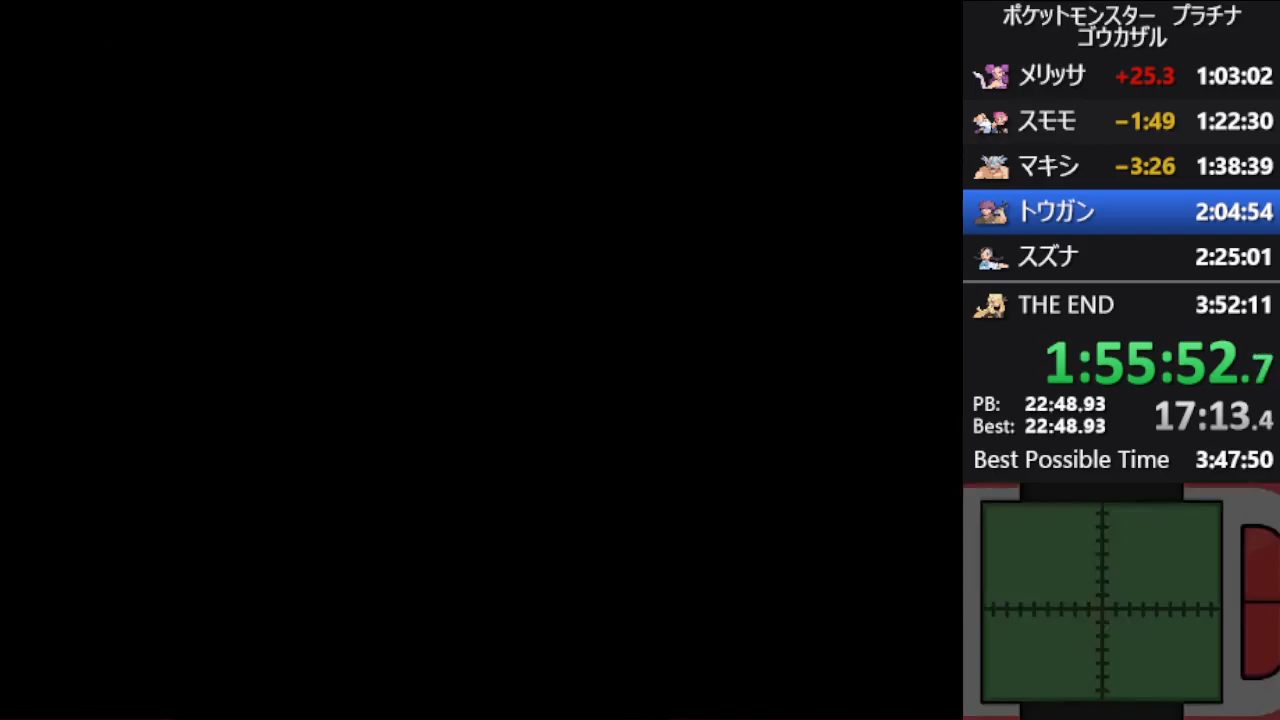 ポケットモンスター プラチナ
ゴウカザル
メリッサ +25.3 1:03:02
スモモ −1:49 1:22:30
マキシ −3:26 1:38:39
トウガン 2:04:54
スズナ 2:25:01
THE END 3:52:11
1:55:52.7
PB: 22:48.93 17:13.4
Best: 22:48.93
Best Possible Time 3:47:50